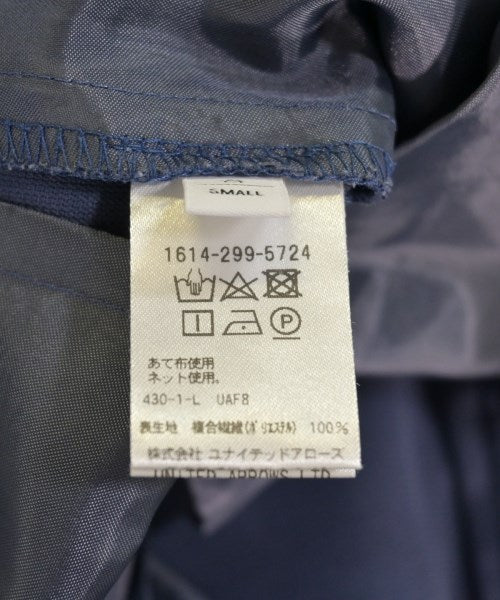 SMALL
1614-299-5724
あて布使用
ネット使用。
430-1-L UAF8
表生地 複合繊維(ﾎﾟﾘｴｽﾃﾙ) 100%
株式会社 ユナイテッドアローズ
UNITED ARROWS LTD.